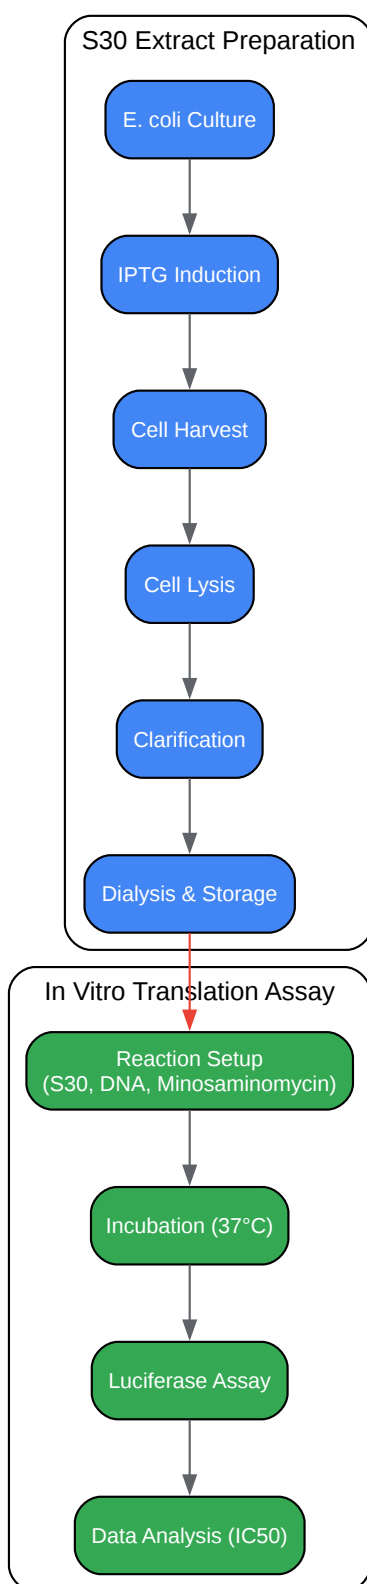 S30 Extract Preparation
E. coli Culture
IPTG Induction
Cell Harvest
Cell Lysis
Clarification
Dialysis & Storage
In Vitro Translation Assay
Reaction Setup
(S30, DNA, Minosaminomycin)
Incubation (37°C)
Luciferase Assay
Data Analysis (IC50)